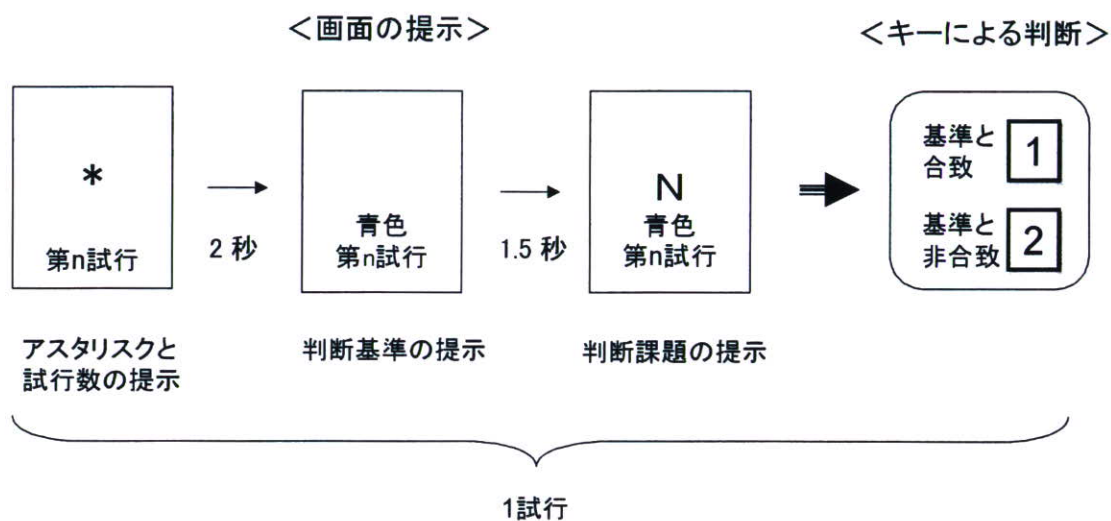 ＜画面の提示＞
＜キーによる判断＞
*
第n試行
2 秒
青色
第n試行
1.5 秒
N
青色
第n試行
基準と
合致
1
基準と
非合致
2
アスタリスクと
試行数の提示
判断基準の提示
判断課題の提示
1試行